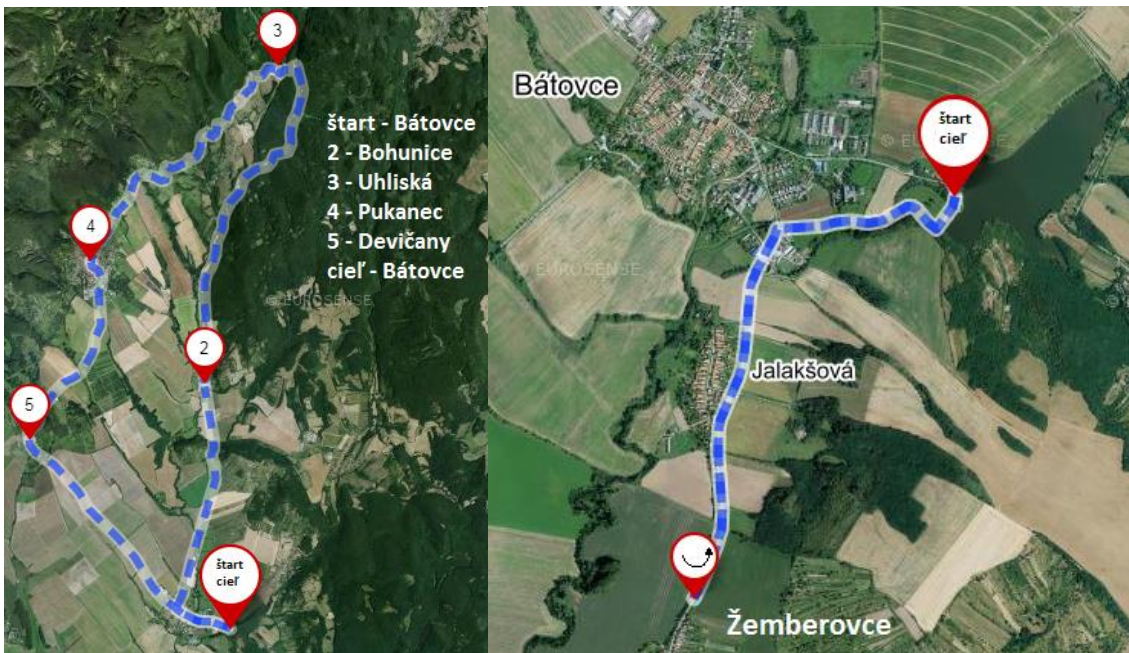 3
štart - Bátovce
2 - Bohunice
3 - Uhliská
4 - Pukanec
5 - Devičany
cieľ - Bátovce
4
© EUROSENSE
2
5
štart
cieľ
Bátovce
štart
cieľ
© EUROSENSE
© EUROSENSE
Jalakšová
©
Žemberovce